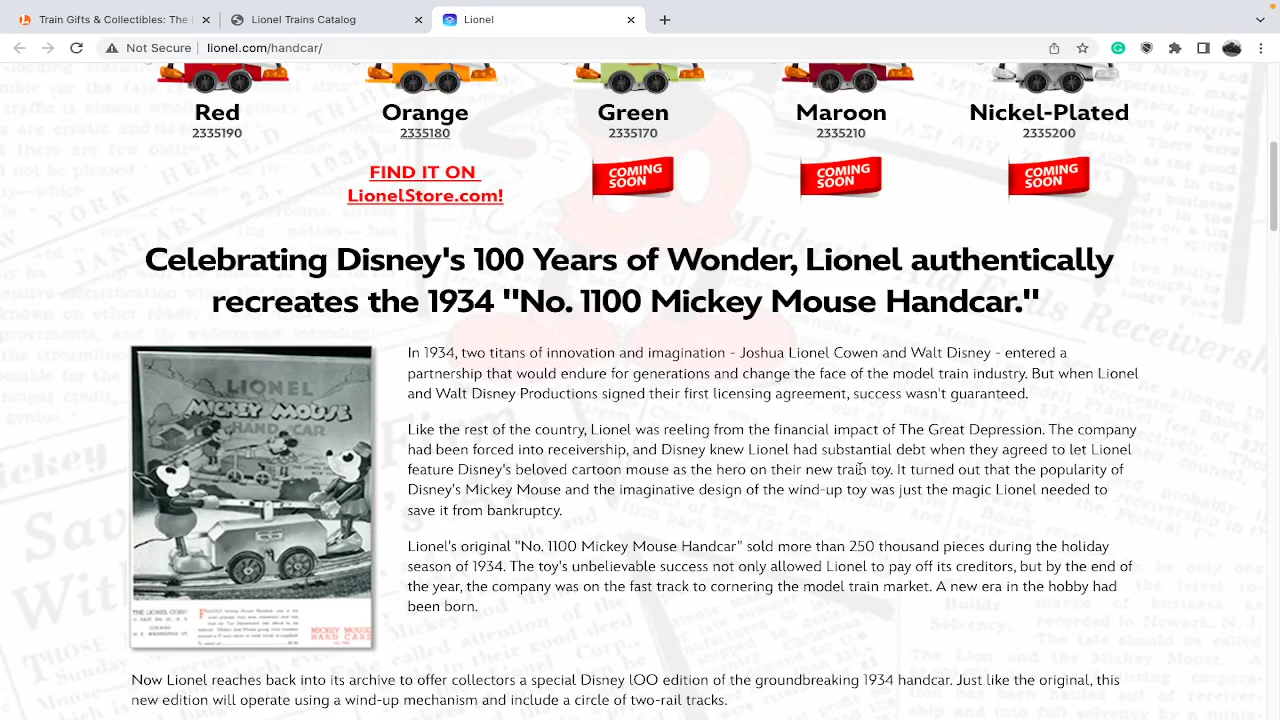 Train Gifts & Collectibles: The
Lionel Trains Catalog
Lionel
Not Secure
lionel.com/handcar/
Red
Orange
Green
Maroon
Nickel-Plated
2335190
2335180
2335170
2335210
2335200
FIND IT ON
LionelStore.com!
COMING SOON
COMING SOON
COMING SOON
Celebrating Disney's 100 Years of Wonder, Lionel authentically
recreates the 1934 "No. 1100 Mickey Mouse Handcar."
LIONEL
MICKEY MOUSE
HAND CAR
THE LIONEL CORP.
MICKEY MOUSE
HAND CARS
In 1934, two titans of innovation and imagination - Joshua Lionel Cowen and Walt Disney - entered a
partnership that would endure for generations and change the face of the model train industry. But when Lionel
and Walt Disney Productions signed their first licensing agreement, success wasn't guaranteed.
Like the rest of the country, Lionel was reeling from the financial impact of The Great Depression. The company
had been forced into receivership, and Disney knew Lionel had substantial debt when they agreed to let Lionel
feature Disney's beloved cartoon mouse as the hero on their new train toy. It turned out that the popularity of
Disney's Mickey Mouse and the imaginative design of the wind-up toy was just the magic Lionel needed to
save it from bankruptcy.
Lionel's original "No. 1100 Mickey Mouse Handcar" sold more than 250 thousand pieces during the holiday
season of 1934. The toy's unbelievable success not only allowed Lionel to pay off its creditors, but by the end of
the year, the company was on the fast track to cornering the model train market. A new era in the hobby had
been born.
Now Lionel reaches back into its archive to offer collectors a special Disney 100 edition of the groundbreaking 1934 handcar. Just like the original, this
new edition will operate using a wind-up mechanism and include a circle of two-rail tracks.